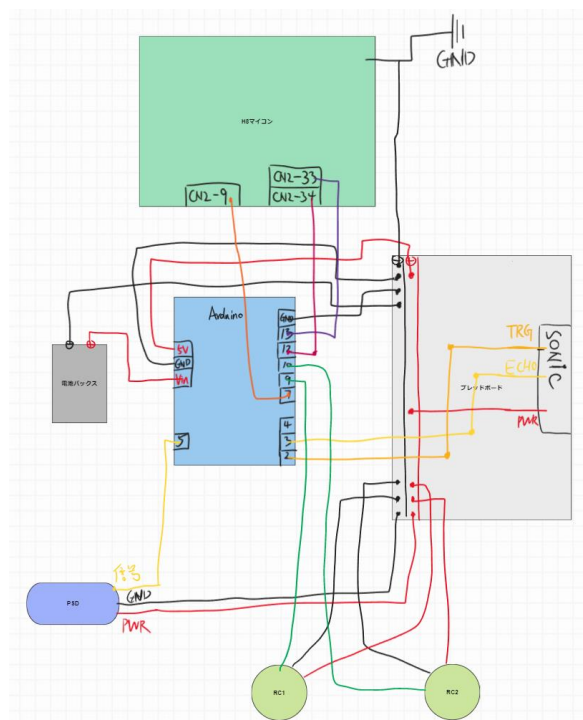 GND
H8マイコン
CN2-33
CN2-34
CN2-9
⊖ ⊕
Arduino
GND
13
12
10
9
7
4
3
2
5V
GND
Vin
5
⊖ ⊕
電池バックス
TRG
ECHO
SONIC
ブレッドボード
PWR
信号
GND
PWR
PSD
RC1
RC2